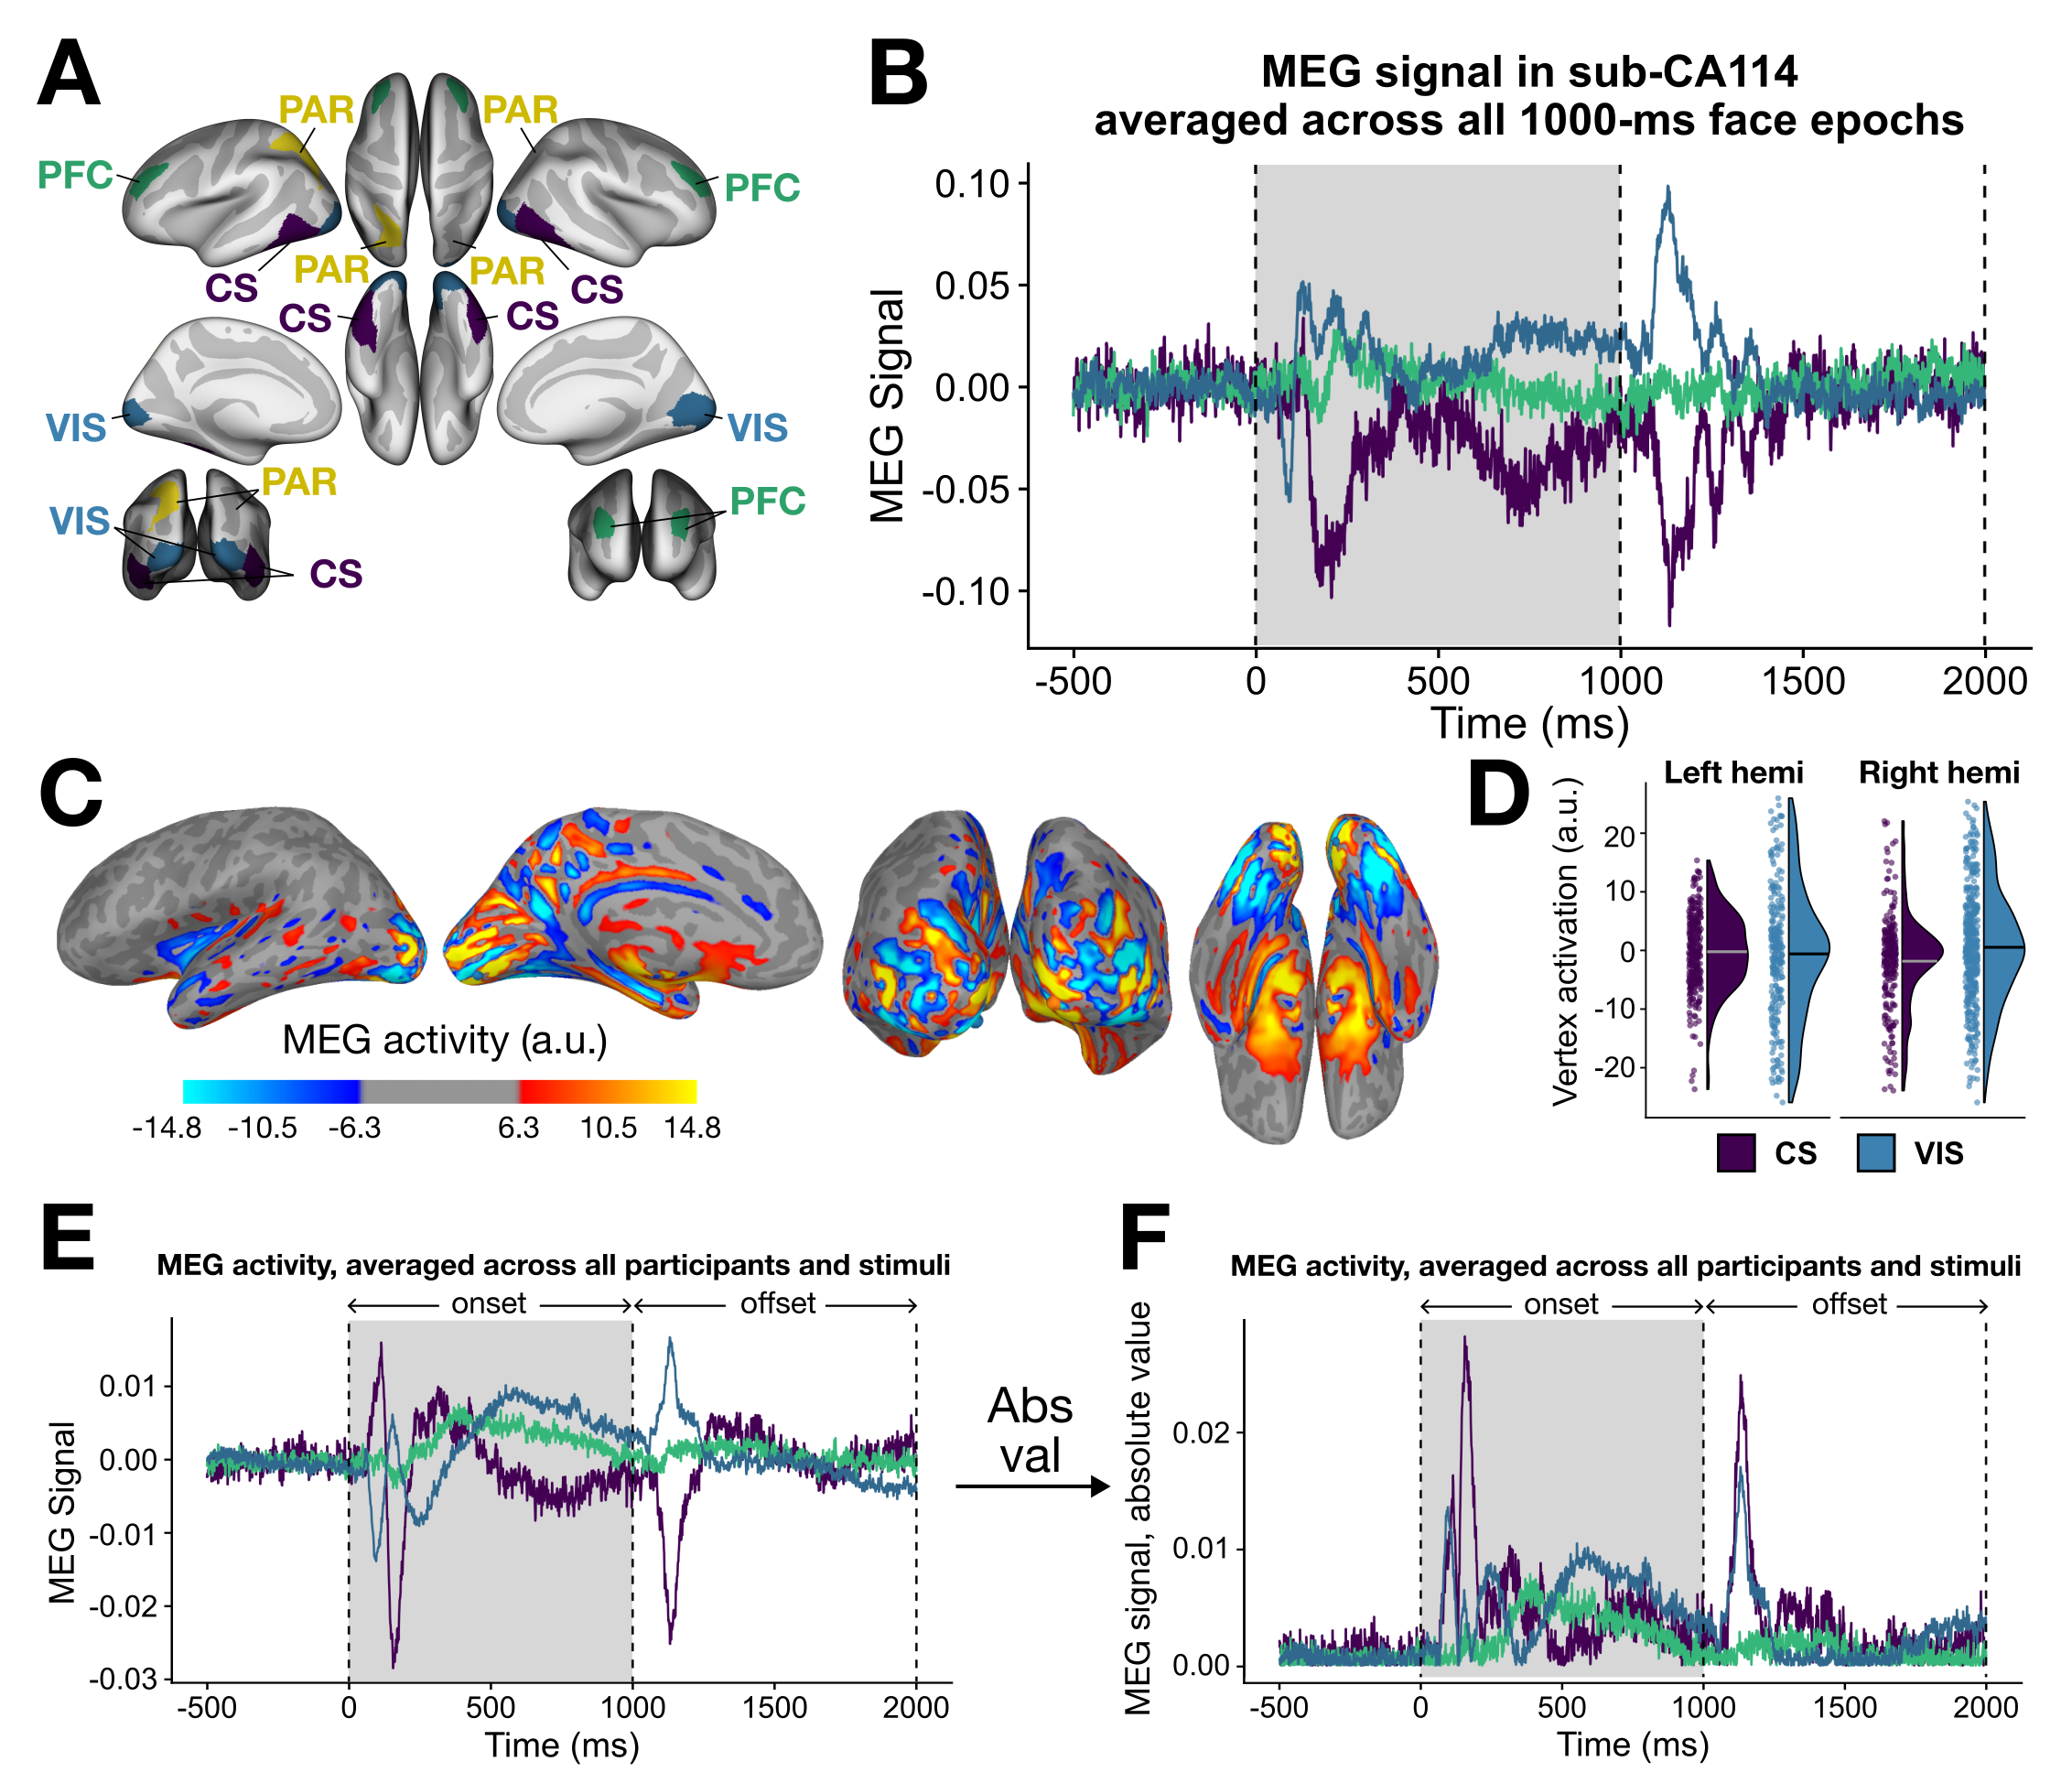 A
PAR
PAR
PFC
PFC
PAR
PAR
CS
CS
CS
CS
VIS
VIS
PAR
VIS
PFC
CS
B
MEG signal in sub-CA114
averaged across all 1000-ms face epochs
MEG Signal
0.10
0.05
0.00
-0.05
-0.10
-500
0
500
1000
1500
2000
Time (ms)
C
MEG activity (a.u.)
-14.8
-10.5
-6.3
6.3
10.5
14.8
D
Left hemi
Right hemi
Vertex activation (a.u.)
20
10
0
-10
-20
CS
VIS
E
MEG activity, averaged across all participants and stimuli
onset
offset
MEG Signal
0.01
0.00
-0.01
-0.02
-0.03
-500
0
500
1000
1500
2000
Time (ms)
Abs
val
F
MEG activity, averaged across all participants and stimuli
onset
offset
MEG signal, absolute value
0.02
0.01
0.00
-500
0
500
1000
1500
2000
Time (ms)